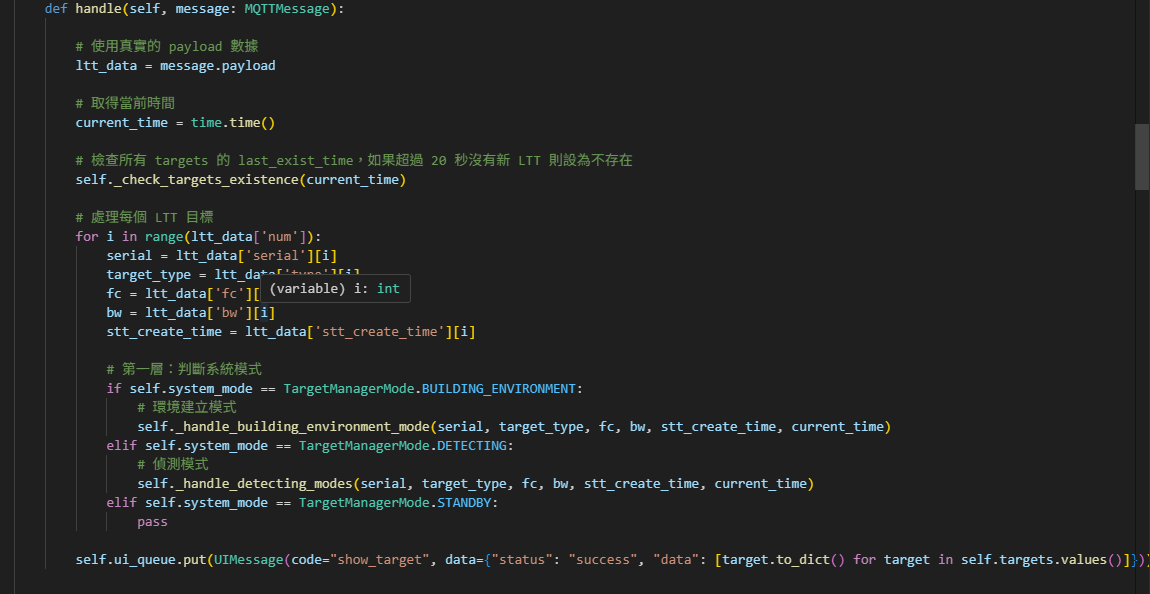 def handle(self, message: MQTTMessage):
# 使用真實的 payload 數據
ltt_data = message.payload
# 取得當前時間
current_time = time.time()
# 檢查所有 targets 的 last_exist_time，如果超過 20 秒沒有新 LTT 則設為不存在
self._check_targets_existence(current_time)
# 處理每個 LTT 目標
for i in range(ltt_data['num']):
serial = ltt_data['serial'][i]
target_type = ltt_data['type'][i]
(variable) i: int
fc = ltt_data['fc'][
bw = ltt_data['bw'][i]
stt_create_time = ltt_data['stt_create_time'][i]
# 第一層：判斷系統模式
if self.system_mode == TargetManagerMode.BUILDING_ENVIRONMENT:
# 環境建立模式
self._handle_building_environment_mode(serial, target_type, fc, bw, stt_create_time, current_time)
elif self.system_mode == TargetManagerMode.DETECTING:
# 偵測模式
self._handle_detecting_modes(serial, target_type, fc, bw, stt_create_time, current_time)
elif self.system_mode == TargetManagerMode.STANDBY:
pass
self.ui_queue.put(UIMessage(code="show_target", data={"status": "success", "data": [target.to_dict() for target in self.targets.values()]}))